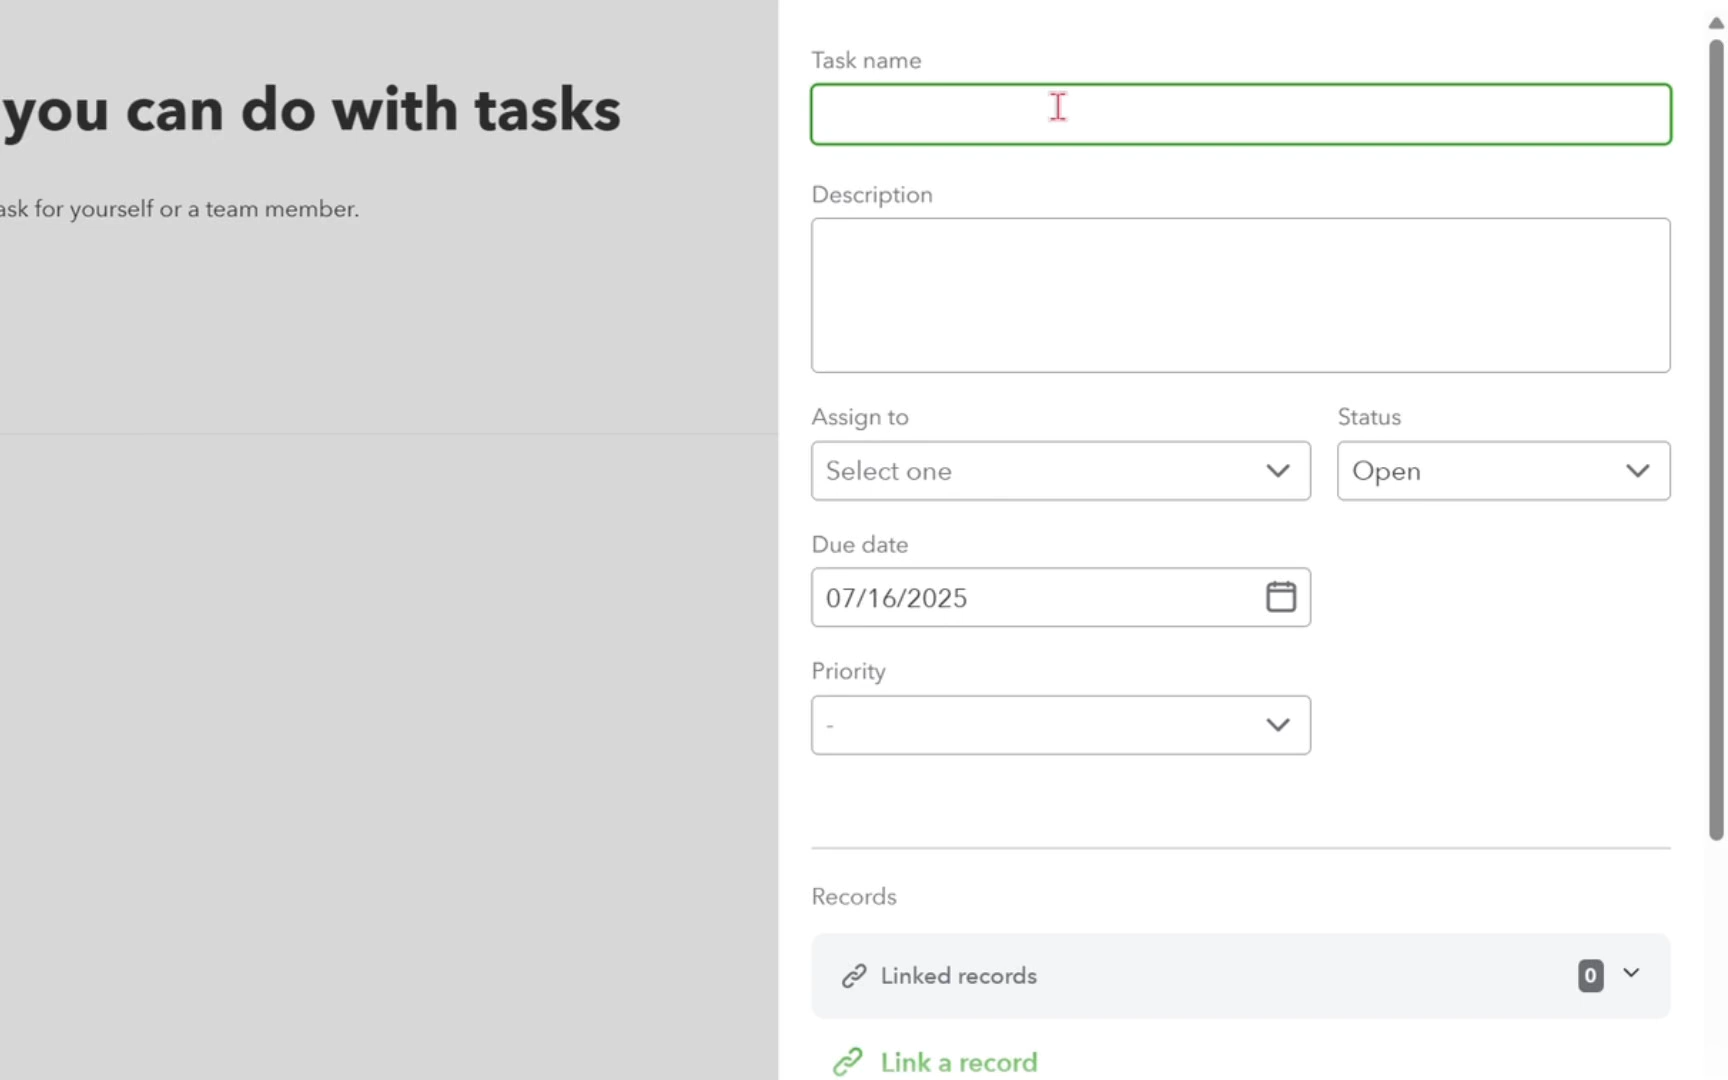 you can do with tasks
ask for yourself or a team member.
Task name
Description
Assign to
Status
Select one
Open
Due date
07/16/2025
Priority
-
Records
Linked records
0
Link a record